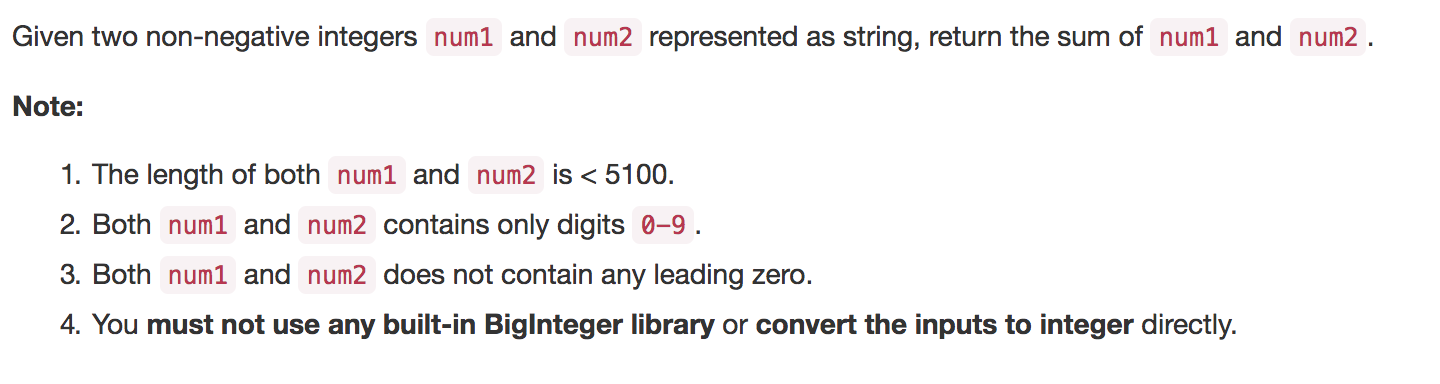 Given two non-negative integers num1 and num2 represented as string, return the sum of num1 and num2 .
Note:
1. The length of both num1 and num2 is < 5100.
2. Both num1 and num2 contains only digits 0-9 .
3. Both num1 and num2 does not contain any leading zero.
4. You must not use any built-in BigInteger library or convert the inputs to integer directly.